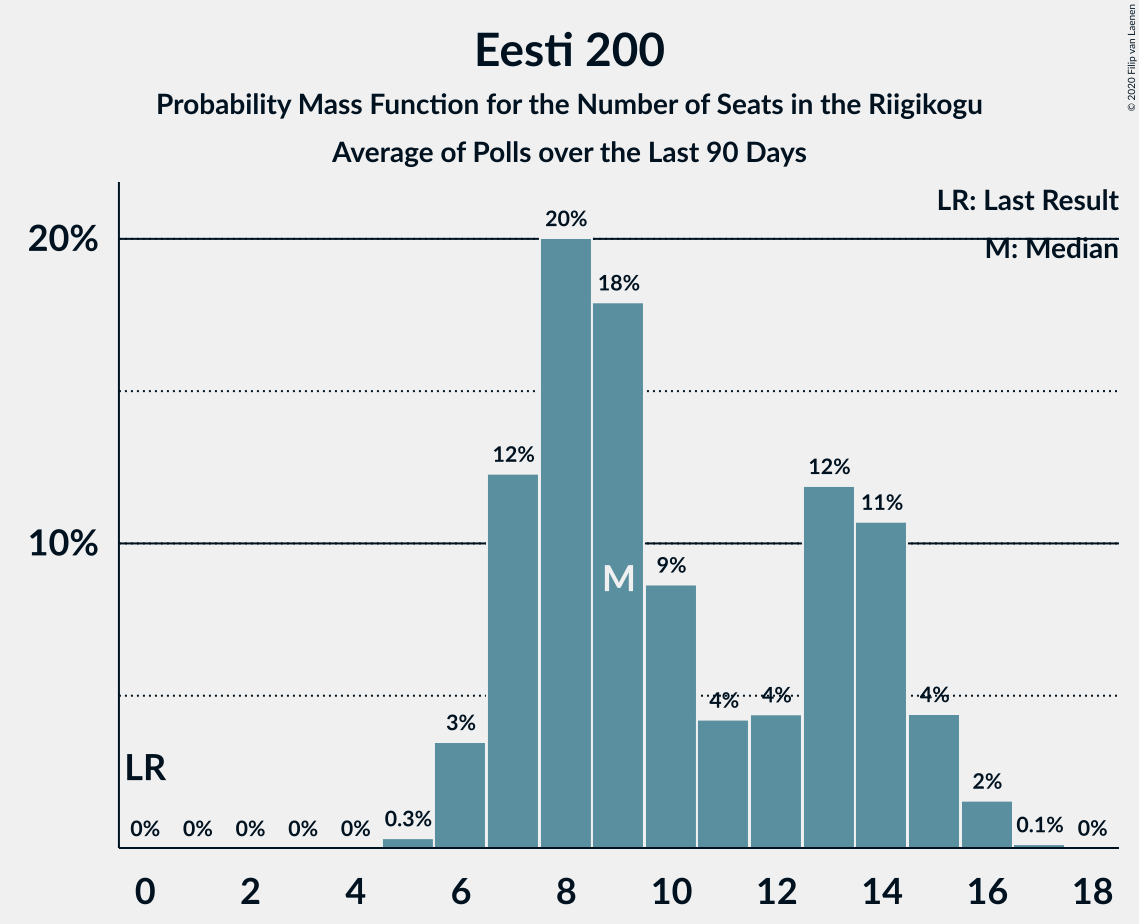 Eesti 200
Probability Mass Function for the Number of Seats in the Riigikogu
Average of Polls over the Last 90 Days
© 2020 Filip van Laenen
LR: Last Result
M: Median
20%
10%
20%
18%
12%
12%
11%
9%
M
4%
4%
4%
3%
2%
LR
0%
0%
0%
0%
0%
0.3%
0.1%
0%
0 2 4 6 8 10 12 14 16 18